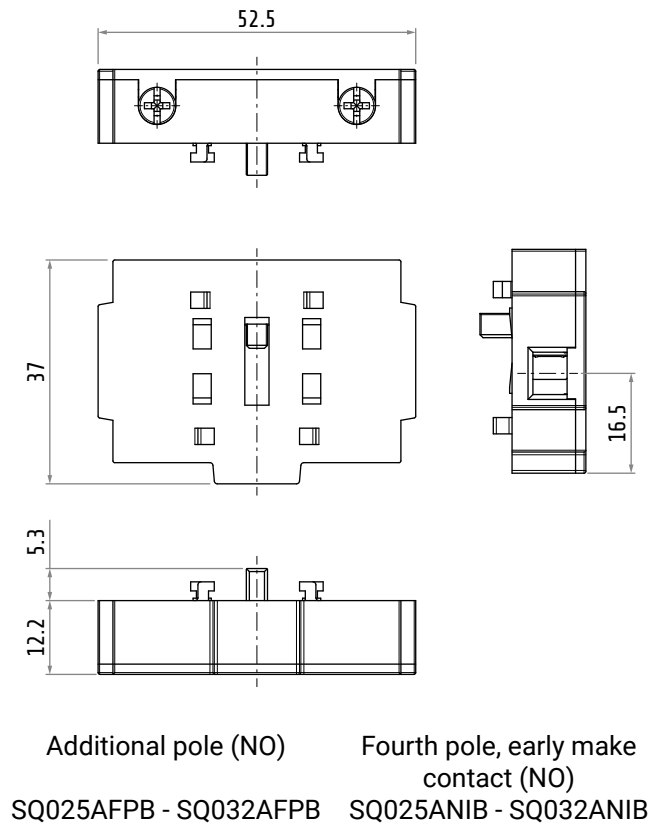 52.5
37
16.5
5.3
12.2
Additional pole (NO)
SQ025AFPB - SQ032AFPB
Fourth pole, early make
contact (NO)
SQ025ANIB - SQ032ANIB